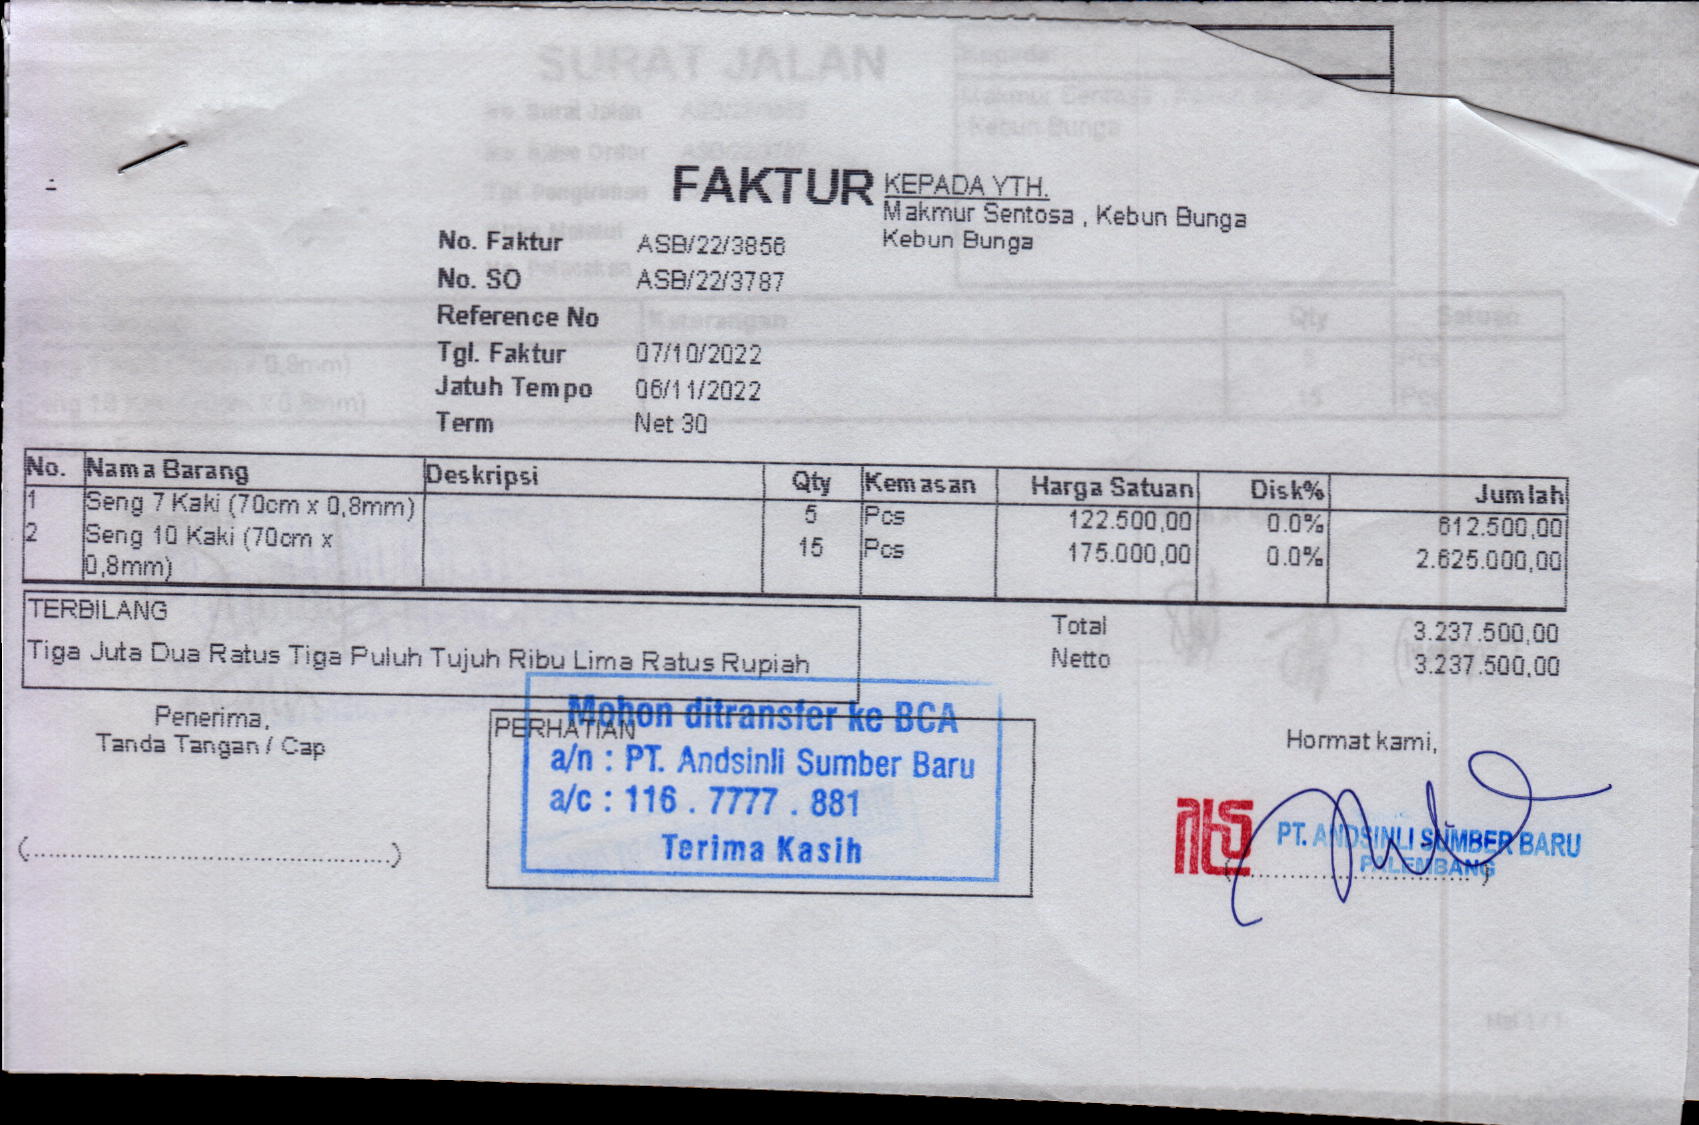 FAKTUR
KEPADA YTH.
Makmur Sentosa , Kebun Bunga
Kebun Bunga
No. Faktur ASB/22/3856
No. SO ASB/22/3787
Reference No
Tgl. Faktur 07/10/2022
Jatuh Tempo 06/11/2022
Term Net 30
No. Nama Barang Deskripsi Qty Kemasan Harga Satuan Disk% Jumlah
1 Seng 7 Kaki (70cm x 0,8mm) 5 Pcs 122.500,00 0.0% 612.500,00
2 Seng 10 Kaki (70cm x 15 Pcs 175.000,00 0.0% 2.625.000,00
0,8mm)
TERBILANG
Tiga Juta Dua Ratus Tiga Puluh Tujuh Ribu Lima Ratus Rupiah
Total 3.237.500,00
Netto 3.237.500,00
Penerima,
Tanda Tangan / Cap
(..........................................................)
PERHATIAN
Mohon ditransfer ke BCA
a/n : PT. Andsinli Sumber Baru
a/c : 116 . 7777 . 881
Terima Kasih
Hormat kami,
PT. ANDSINLI SUMBER BARU
PALEMBANG
SURAT JALAN
Kebun Bunga
Keterangan
Qty
Satuan